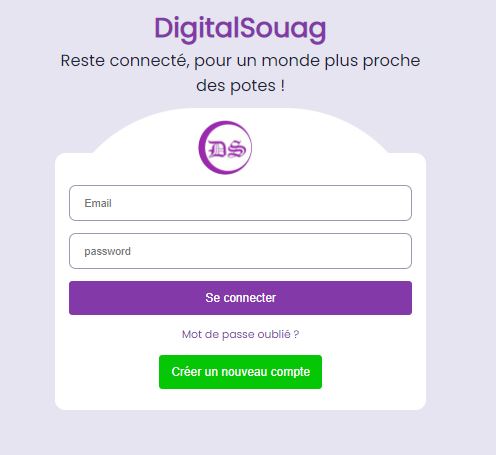 DigitalSouag
Reste connecté, pour un monde plus proche
des potes !
DS
Email
password
Se connecter
Mot de passe oublié ?
Créer un nouveau compte